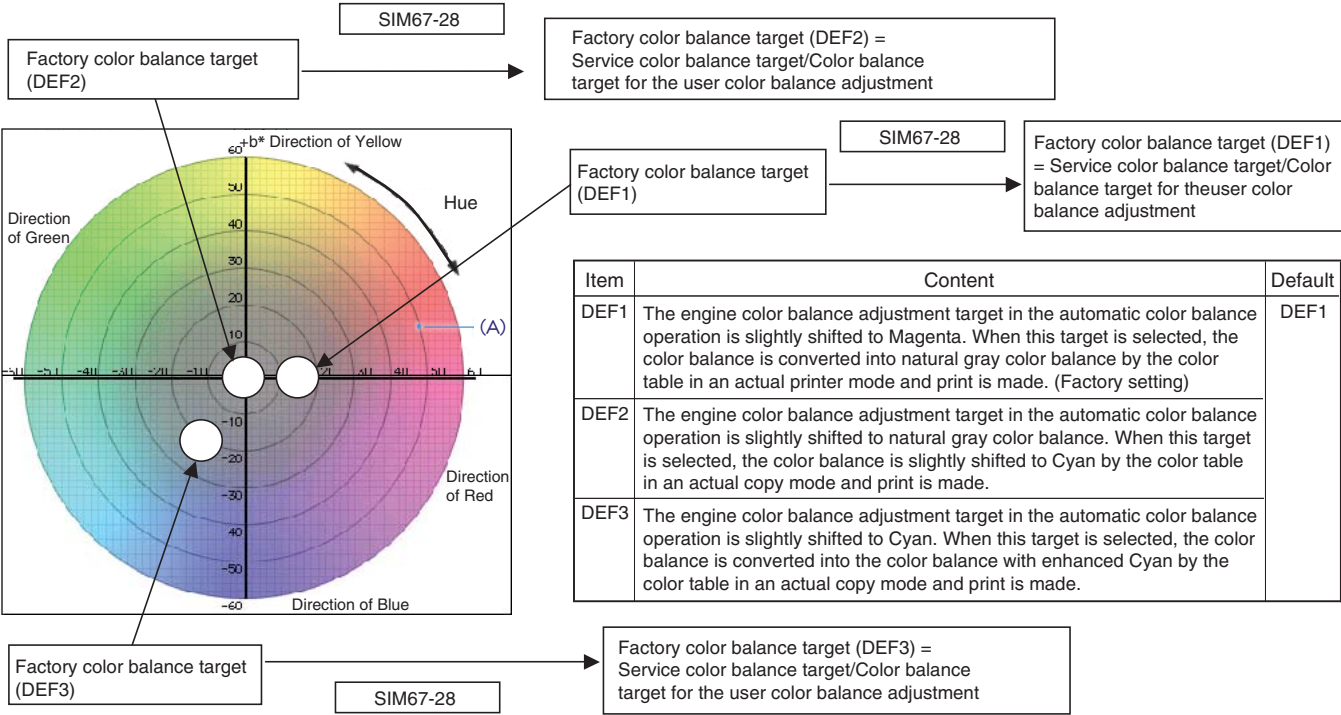 SIM67-28
Factory color balance target
(DEF2)
Factory color balance target (DEF2) =
Service color balance target/Color balance
target for the user color balance adjustment
+b* Direction of Yellow
60
50
40
30
20
10
Direction
of Green
Hue
(A)
-60 -50 -40 -30 -20 -10
20 30 40 50 60
-10
-20
-30
40
-50
-60
Direction
of Red
Direction of Blue
Factory color balance target
(DEF1)
SIM67-28
Factory color balance target (DEF1)
= Service color balance target/Color
balance target for theuser color
balance adjustment
Item Content Default
DEF1 The engine color balance adjustment target in the automatic color balance DEF1
operation is slightly shifted to Magenta. When this target is selected, the
color balance is converted into natural gray color balance by the color
table in an actual printer mode and print is made. (Factory setting)
DEF2 The engine color balance adjustment target in the automatic color balance
operation is slightly shifted to natural gray color balance. When this target
is selected, the color balance is slightly shifted to Cyan by the color table
in an actual copy mode and print is made.
DEF3 The engine color balance adjustment target in the automatic color balance
operation is slightly shifted to Cyan. When this target is selected, the color
balance is converted into the color balance with enhanced Cyan by the
color table in an actual copy mode and print is made.
Factory color balance target
(DEF3)
SIM67-28
Factory color balance target (DEF3) =
Service color balance target/Color balance
target for the user color balance adjustment